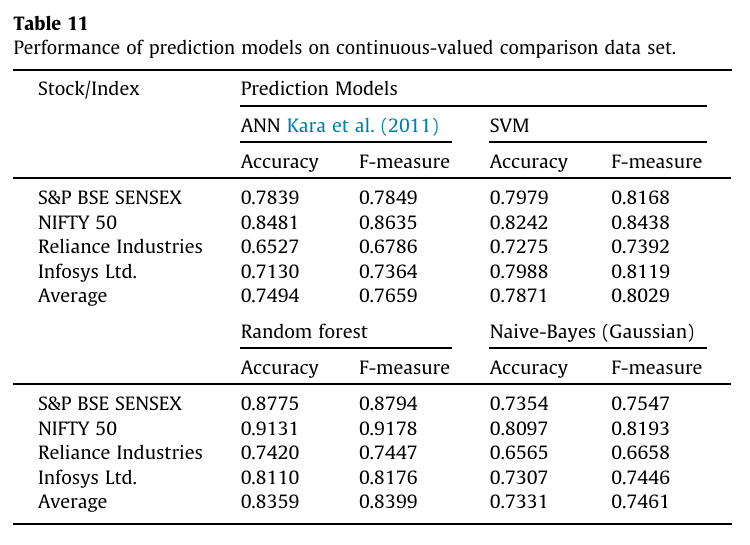 Table 11
Performance of prediction models on continuous-valued comparison data set.
Stock/Index Prediction Models
ANN Kara et al. (2011) SVM
Accuracy F-measure Accuracy F-measure
S&P BSE SENSEX 0.7839 0.7849 0.7979 0.8168
NIFTY 50 0.8481 0.8635 0.8242 0.8438
Reliance Industries 0.6527 0.6786 0.7275 0.7392
Infosys Ltd. 0.7130 0.7364 0.7988 0.8119
Average 0.7494 0.7659 0.7871 0.8029
Random forest Naive-Bayes (Gaussian)
Accuracy F-measure Accuracy F-measure
S&P BSE SENSEX 0.8775 0.8794 0.7354 0.7547
NIFTY 50 0.9131 0.9178 0.8097 0.8193
Reliance Industries 0.7420 0.7447 0.6565 0.6658
Infosys Ltd. 0.8110 0.8176 0.7307 0.7446
Average 0.8359 0.8399 0.7331 0.7461